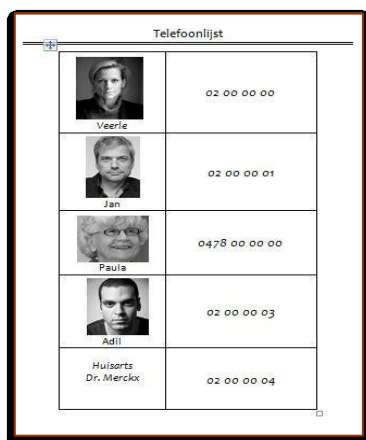 Telefoonlijst
Veerle
02 00 00 00
Jan
02 00 00 01
Paula
0478 00 00 00
Adil
02 00 00 03
Huisarts
Dr. Merckx
02 00 00 04